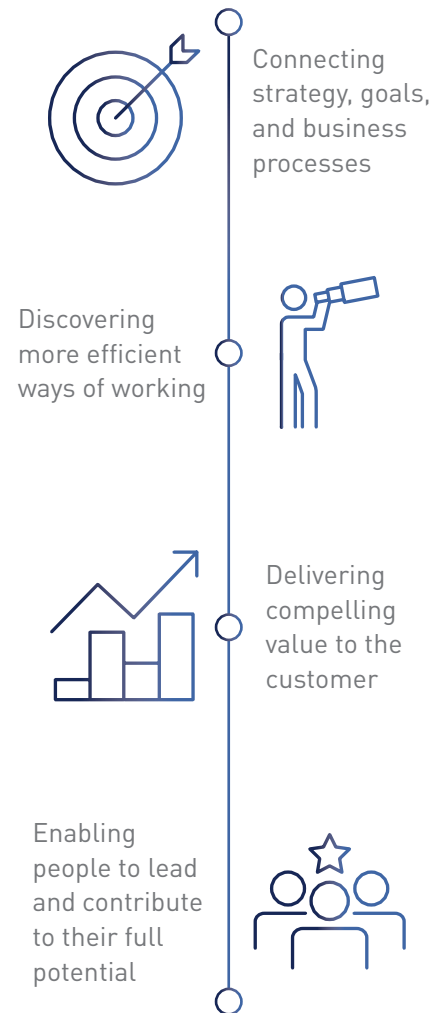 Connecting
strategy, goals,
and business
processes
Discovering
more efficient
ways of working
Delivering
compelling
value to the
customer
Enabling
people to lead
and contribute
to their full
potential